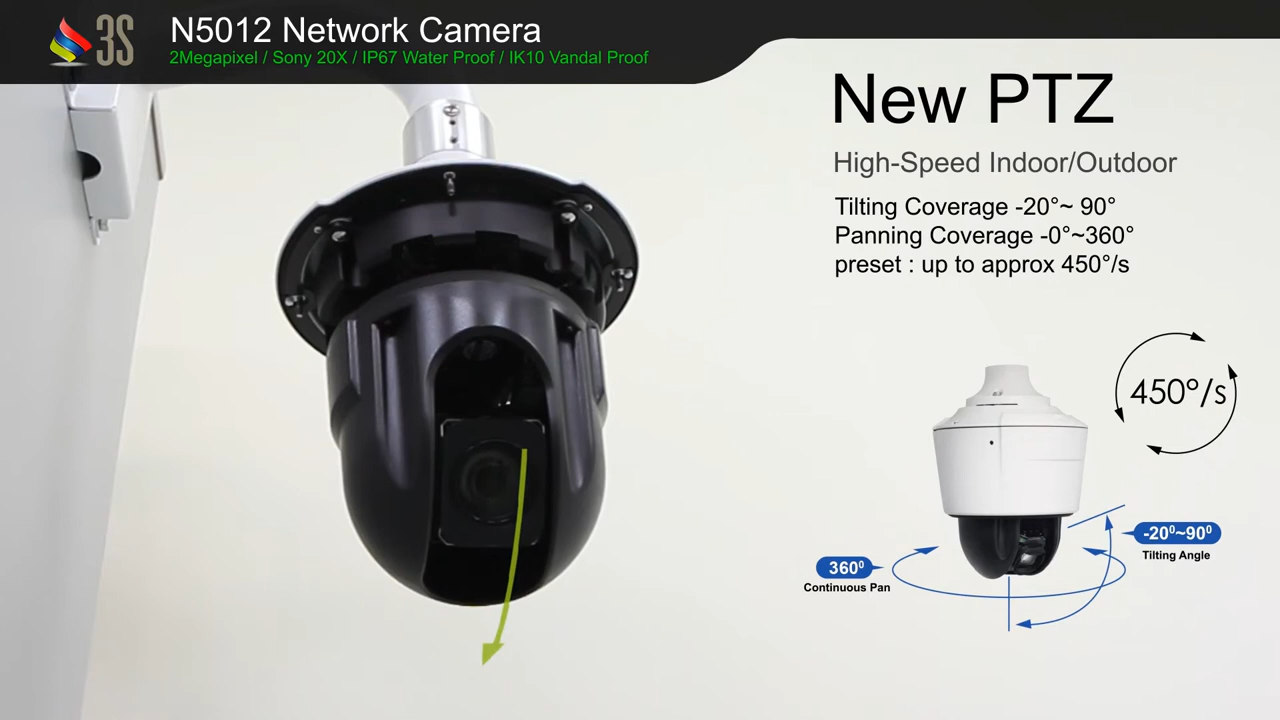 3S
N5012 Network Camera
2Megapixel / Sony 20X / IP67 Water Proof / IK10 Vandal Proof
New PTZ
High-Speed Indoor/Outdoor
Tilting Coverage -20°~ 90°
Panning Coverage -0°~360°
preset : up to approx 450°/s
450°/s
-20⁰~90⁰
Tilting Angle
360⁰
Continuous Pan